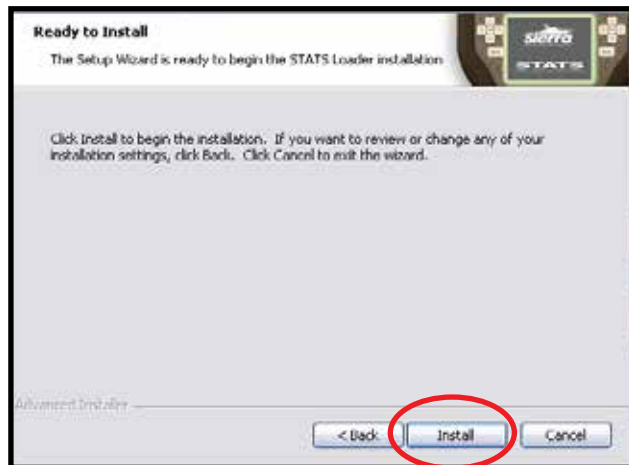 Ready to Install
The Setup Wizard is ready to begin the STATS Loader installation
sierra
STATS
Click Install to begin the installation. If you want to review or change any of your
installation settings, click Back. Click Cancel to exit the wizard.
Advanced Installer
< Back Install Cancel